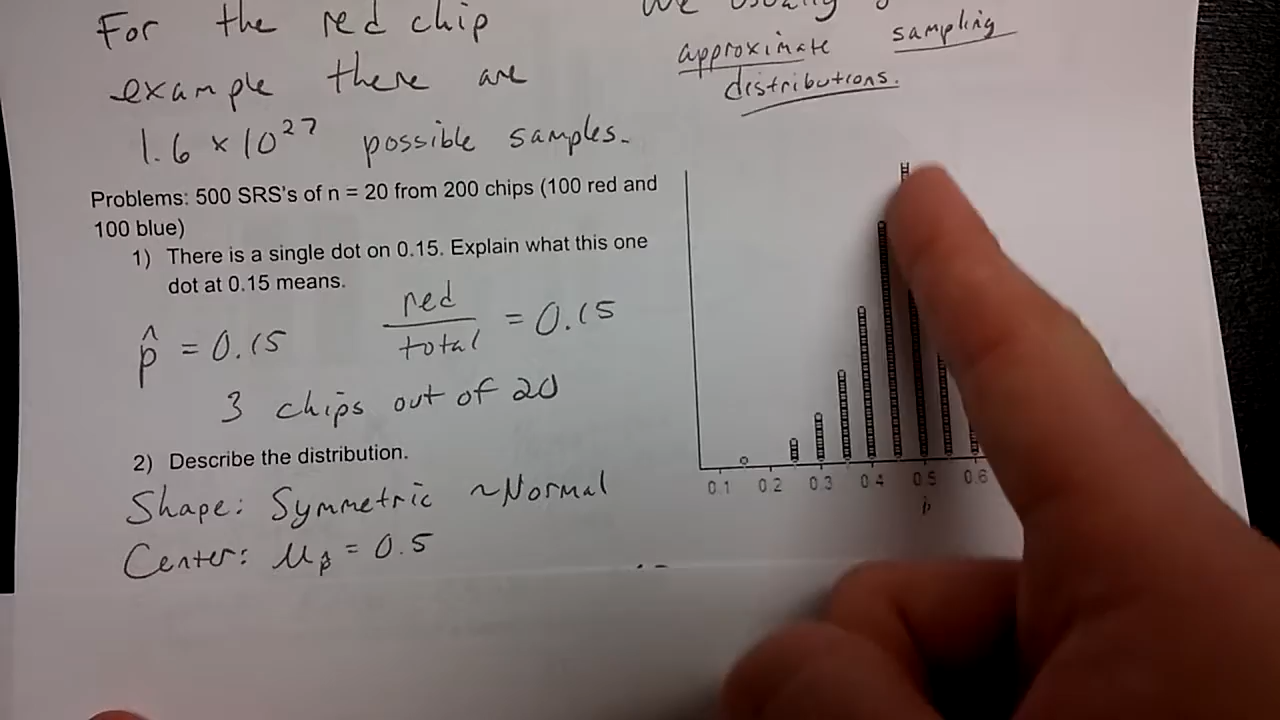 For the red chip
example there are
1.6 × 10²⁷ possible samples.
We usually
approximate sampling
distributions.
Problems: 500 SRS's of n = 20 from 200 chips (100 red and
100 blue)
1) There is a single dot on 0.15. Explain what this one
dot at 0.15 means.
p̂ = 0.15 red/total = 0.15
3 chips out of 20
2) Describe the distribution.
Shape: Symmetric ~Normal
Center: μp̂ = 0.5
0.1 0.2 0.3 0.4 0.5 0.6
p̂